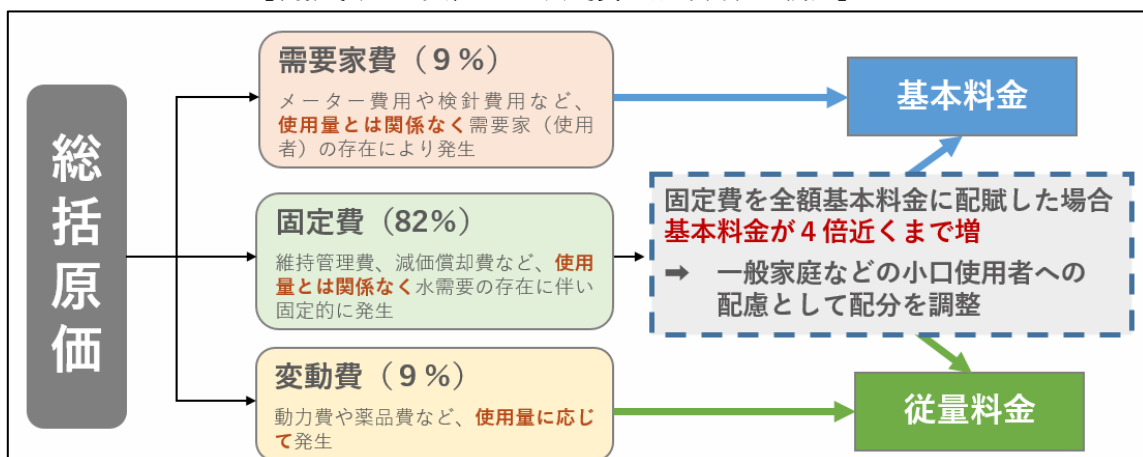 総括原価
需要家費（９％）
メーター費用や検針費用など、
使用量とは関係なく需要家（使用
者）の存在により発生
固定費（82%）
維持管理費、減価償却費など、使用
量とは関係なく水需要の存在に伴い
固定的に発生
変動費（９％）
動力費や薬品費など、使用量に応じ
て発生
基本料金
固定費を全額基本料金に配賦した場合
基本料金が４倍近くまで増
➡ 一般家庭などの小口使用者への
配慮として配分を調整
従量料金